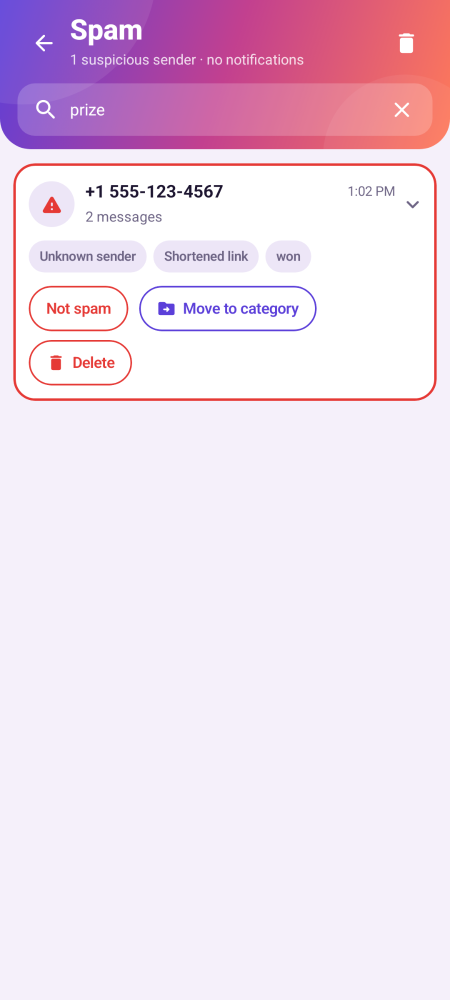 Spam
1 suspicious sender · no notifications
prize
+1 555-123-4567
1:02 PM
2 messages
Unknown sender
Shortened link
won
Not spam
Move to category
Delete